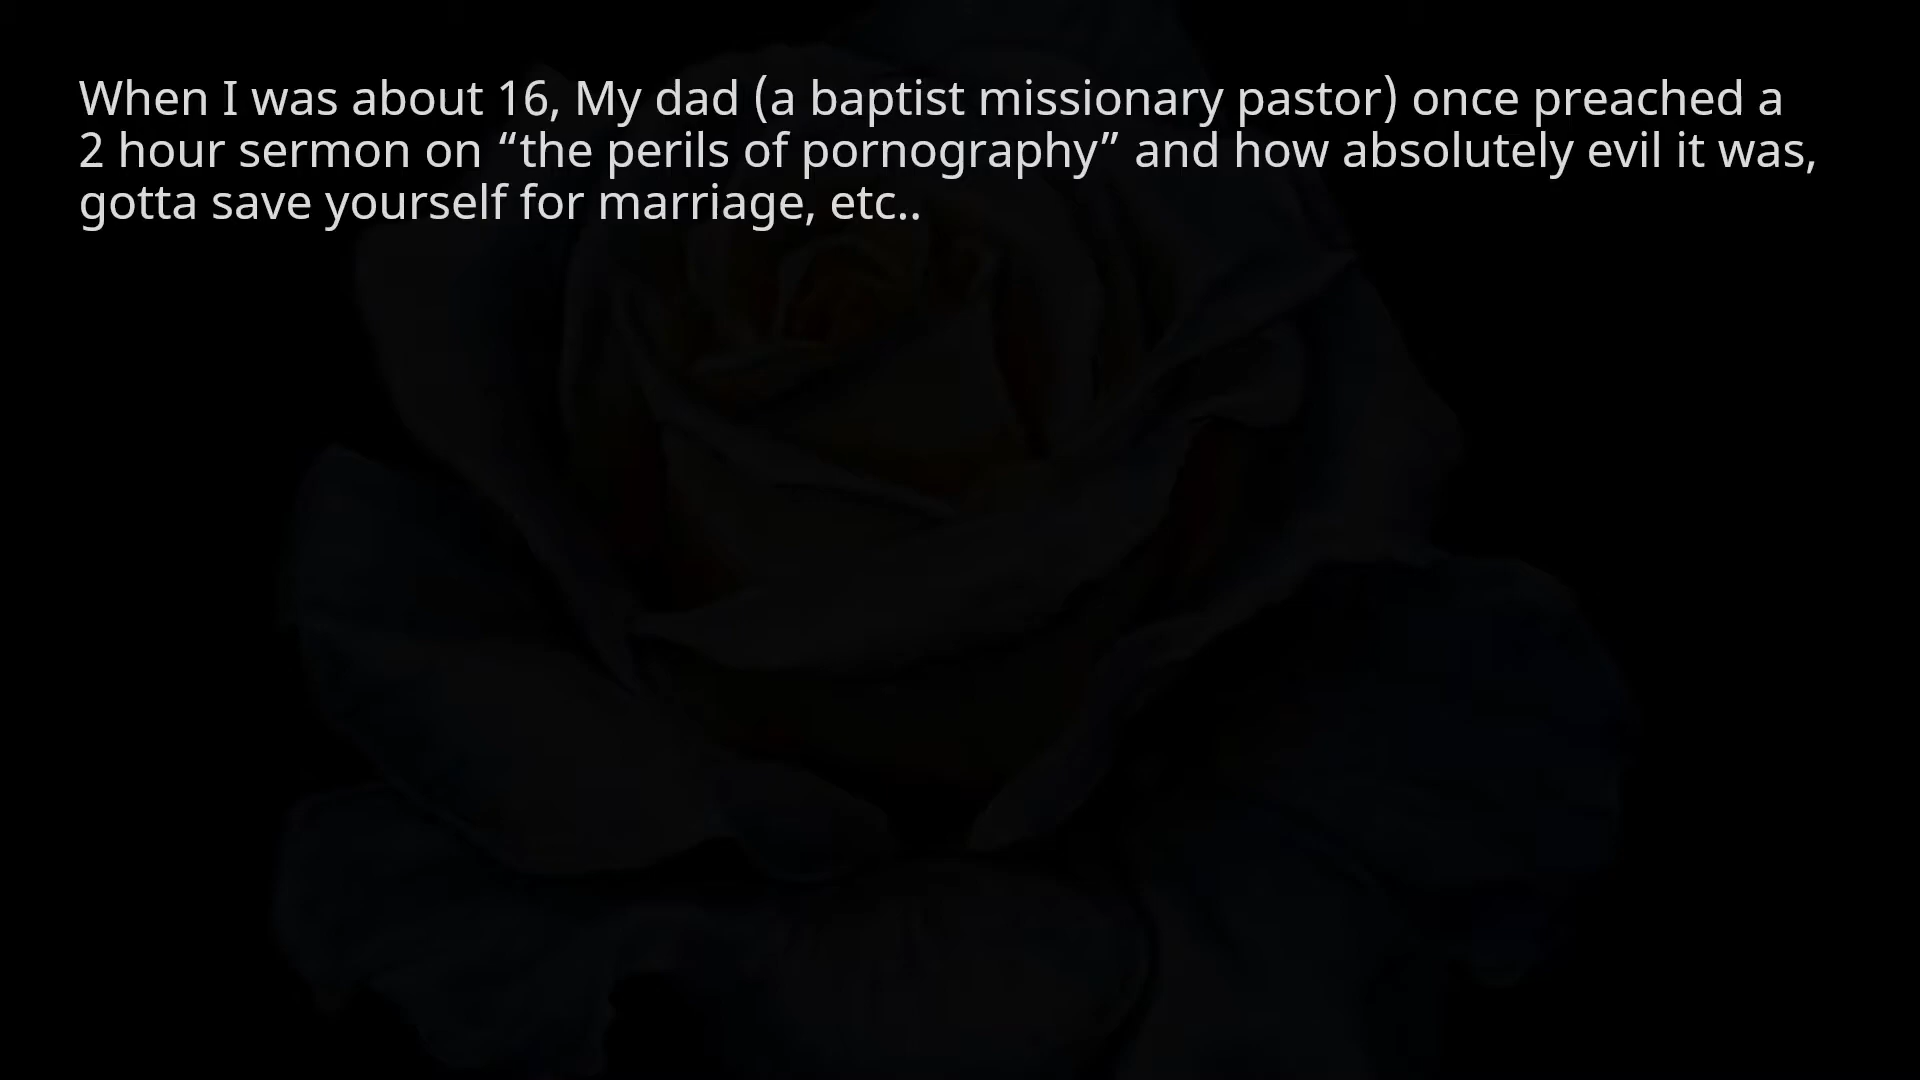 When I was about 16, My dad (a baptist missionary pastor) once preached a
2 hour sermon on “the perils of pornography” and how absolutely evil it was,
gotta save yourself for marriage, etc..